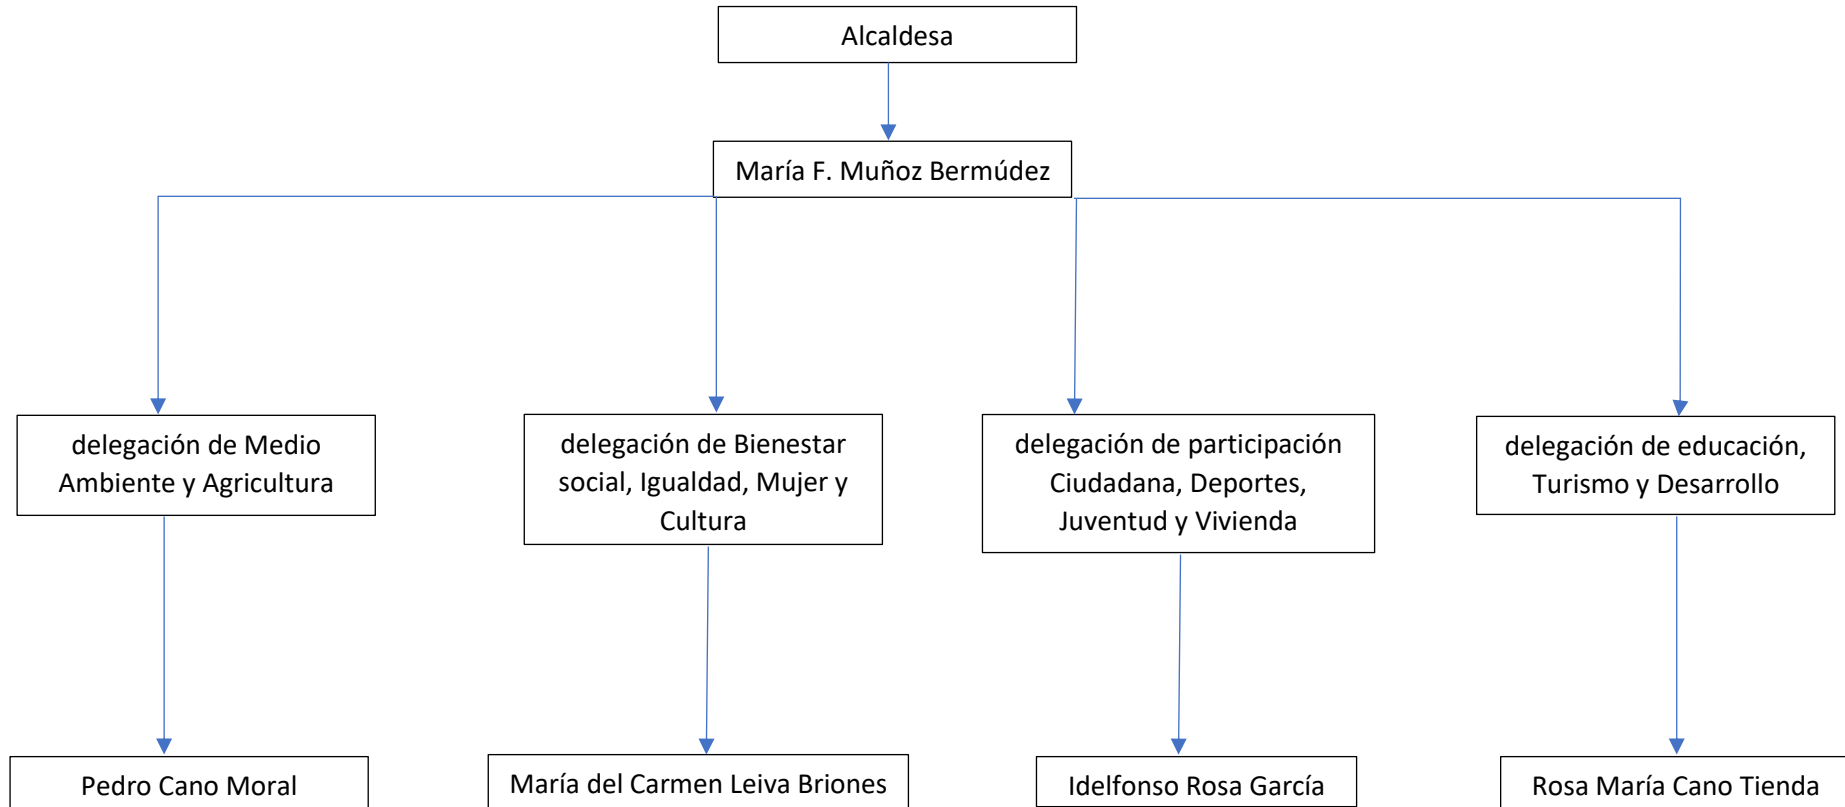 Alcaldesa
María F. Muñoz Bermúdez
delegación de Medio
Ambiente y Agricultura
delegación de Bienestar
social, Igualdad, Mujer y
Cultura
delegación de participación
Ciudadana, Deportes,
Juventud y Vivienda
delegación de educación,
Turismo y Desarrollo
Pedro Cano Moral
María del Carmen Leiva Briones
Idelfonso Rosa García
Rosa María Cano Tienda